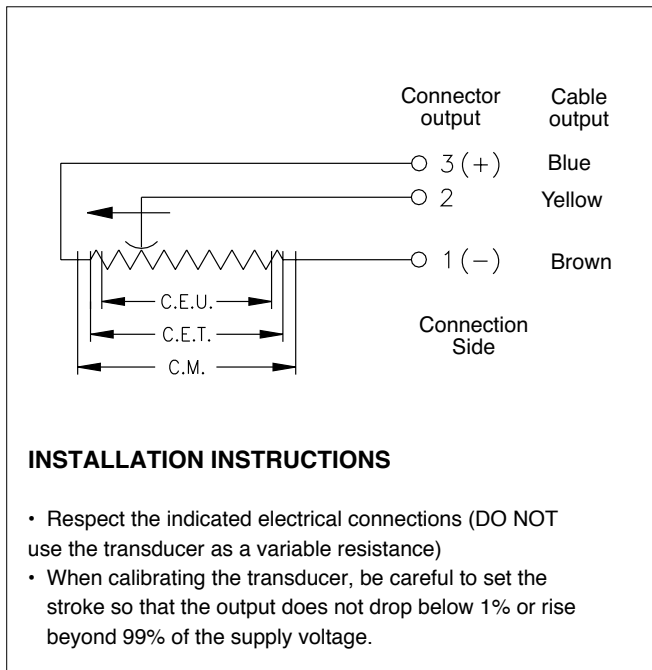 Connector output
Cable output
3 (+) Blue
2 Yellow
1 (−) Brown
C.E.U.
C.E.T.
C.M.
Connection Side
INSTALLATION INSTRUCTIONS
• Respect the indicated electrical connections (DO NOT
use the transducer as a variable resistance)
• When calibrating the transducer, be careful to set the
stroke so that the output does not drop below 1% or rise
beyond 99% of the supply voltage.